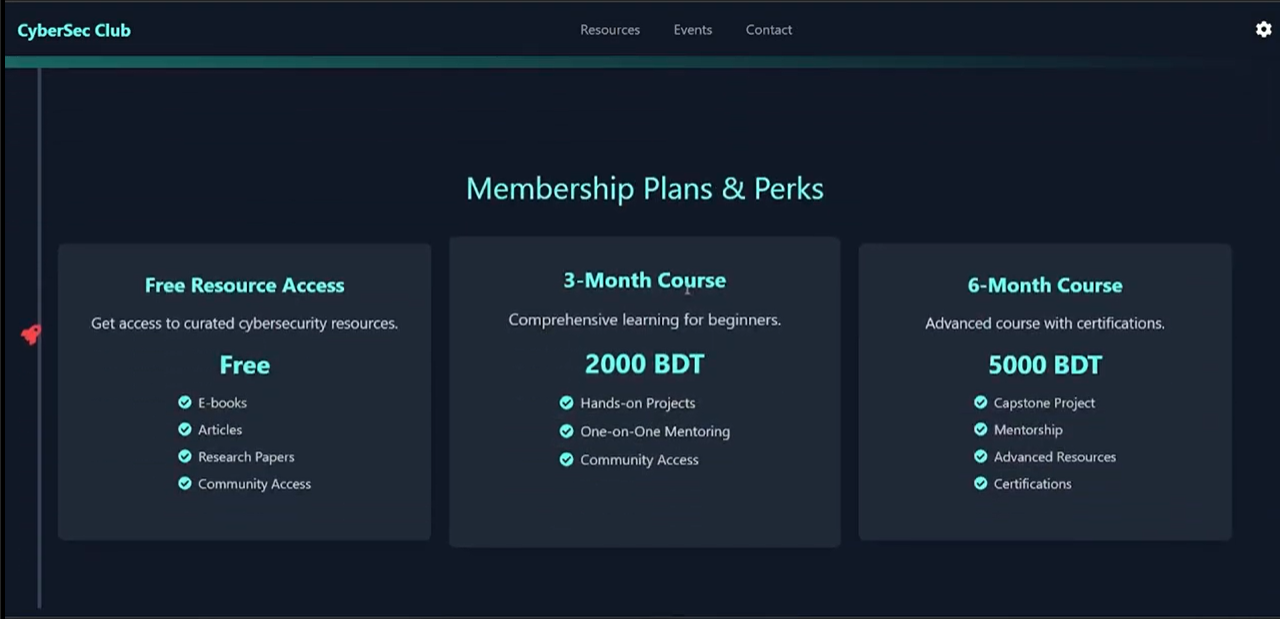 CyberSec Club
Resources
Events
Contact
Membership Plans & Perks
Free Resource Access
Get access to curated cybersecurity resources.
Free
E-books
Articles
Research Papers
Community Access
3-Month Course
Comprehensive learning for beginners.
2000 BDT
Hands-on Projects
One-on-One Mentoring
Community Access
6-Month Course
Advanced course with certifications.
5000 BDT
Capstone Project
Mentorship
Advanced Resources
Certifications